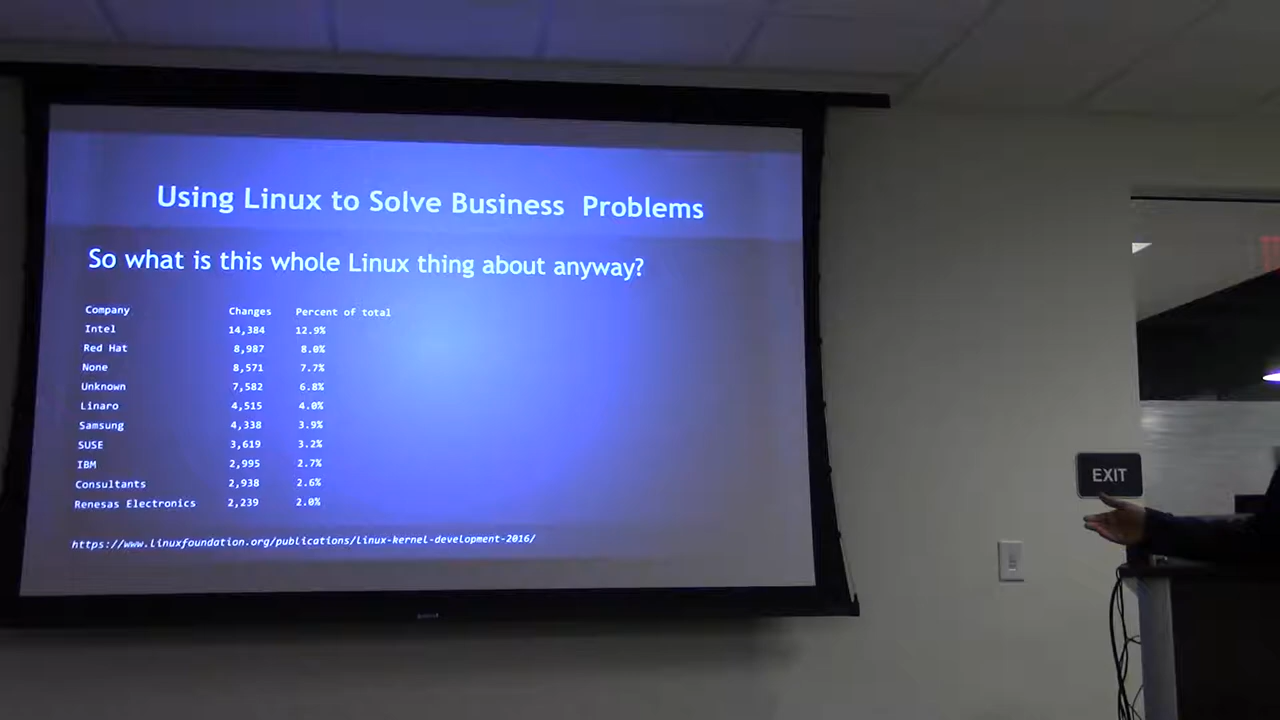 Using Linux to Solve Business Problems
So what is this whole Linux thing about anyway?
Company Changes Percent of total
Intel 14,384 12.9%
Red Hat 8,987 8.0%
None 8,571 7.7%
Unknown 7,582 6.8%
Linaro 4,515 4.0%
Samsung 4,338 3.9%
SUSE 3,619 3.2%
IBM 2,995 2.7%
Consultants 2,938 2.6%
Renesas Electronics 2,239 2.0%
https://www.linuxfoundation.org/publications/linux-kernel-development-2016/
EXIT